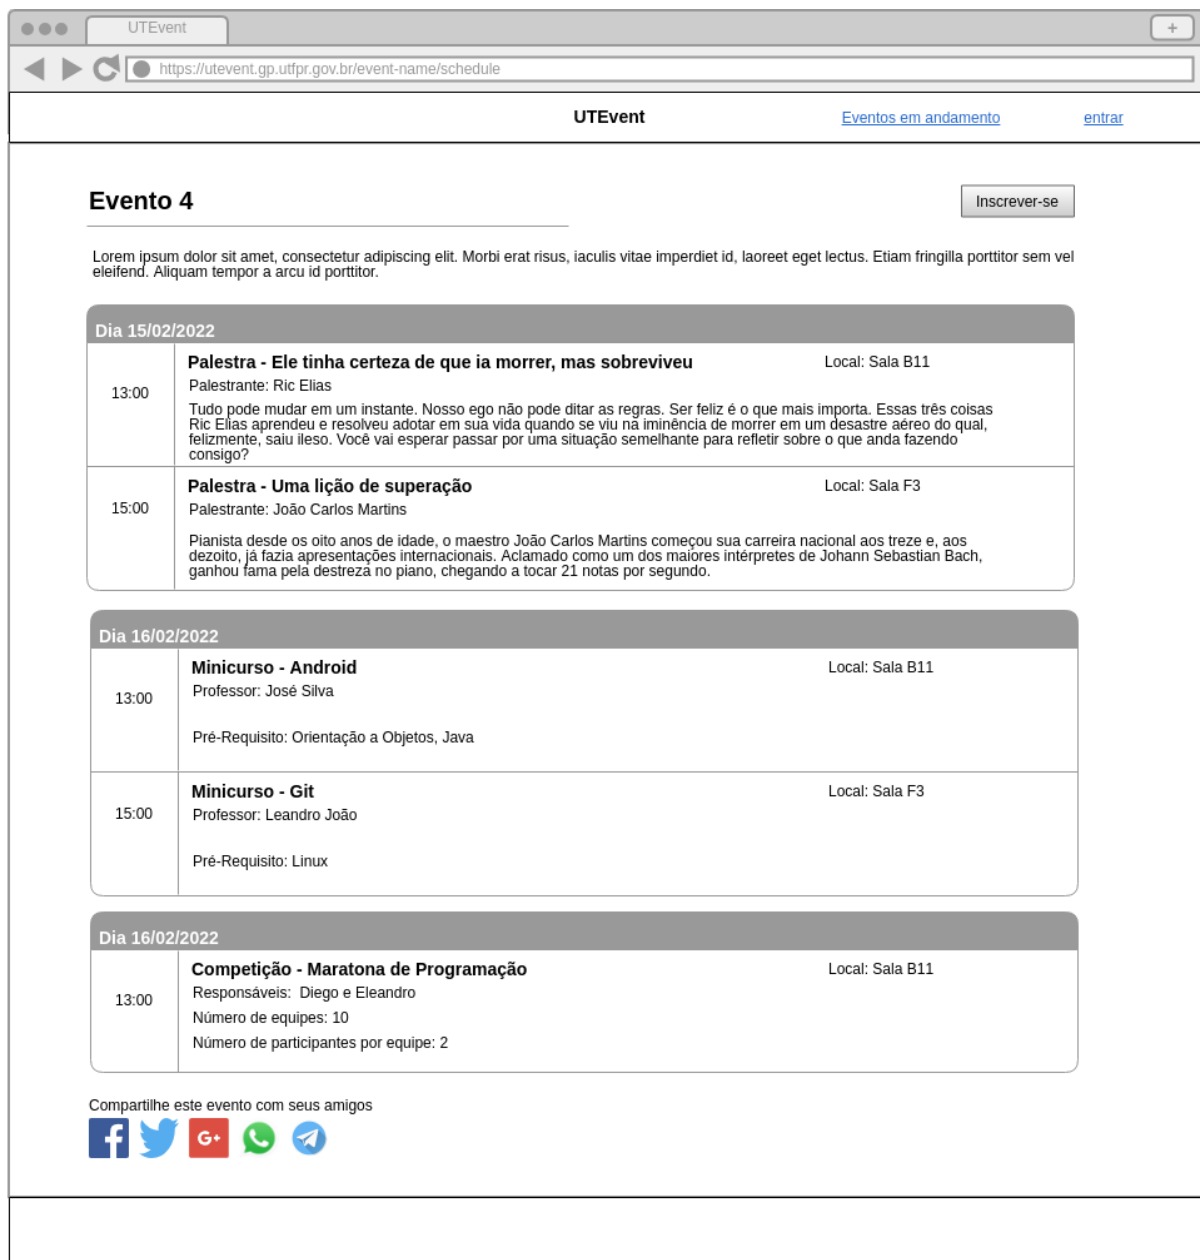 UTEvent
+
https://utevent.gp.utfpr.gov.br/event-name/schedule
UTEvent
Eventos em andamento
entrar
Evento 4
Inscrever-se
Lorem ipsum dolor sit amet, consectetur adipiscing elit. Morbi erat risus, iaculis vitae imperdiet id, laoreet eget lectus. Etiam fringilla porttitor sem vel
eleifend. Aliquam tempor a arcu id porttitor.
Dia 15/02/2022
13:00
Palestra - Ele tinha certeza de que ia morrer, mas sobreviveu
Local: Sala B11
Palestrante: Ric Elias
Tudo pode mudar em um instante. Nosso ego não pode ditar as regras. Ser feliz é o que mais importa. Essas três coisas
Ric Elias aprendeu e resolveu adotar em sua vida quando se viu na iminência de morrer em um desastre aéreo do qual,
felizmente, saiu ileso. Você vai esperar passar por uma situação semelhante para refletir sobre o que anda fazendo
consigo?
15:00
Palestra - Uma lição de superação
Local: Sala F3
Palestrante: João Carlos Martins
Pianista desde os oito anos de idade, o maestro João Carlos Martins começou sua carreira nacional aos treze e, aos
dezoito, já fazia apresentações internacionais. Aclamado como um dos maiores intérpretes de Johann Sebastian Bach,
ganhou fama pela destreza no piano, chegando a tocar 21 notas por segundo.
Dia 16/02/2022
13:00
Minicurso - Android
Local: Sala B11
Professor: José Silva
Pré-Requisito: Orientação a Objetos, Java
15:00
Minicurso - Git
Local: Sala F3
Professor: Leandro João
Pré-Requisito: Linux
Dia 16/02/2022
13:00
Competição - Maratona de Programação
Local: Sala B11
Responsáveis:  Diego e Eleandro
Número de equipes: 10
Número de participantes por equipe: 2
Compartilhe este evento com seus amigos
G+